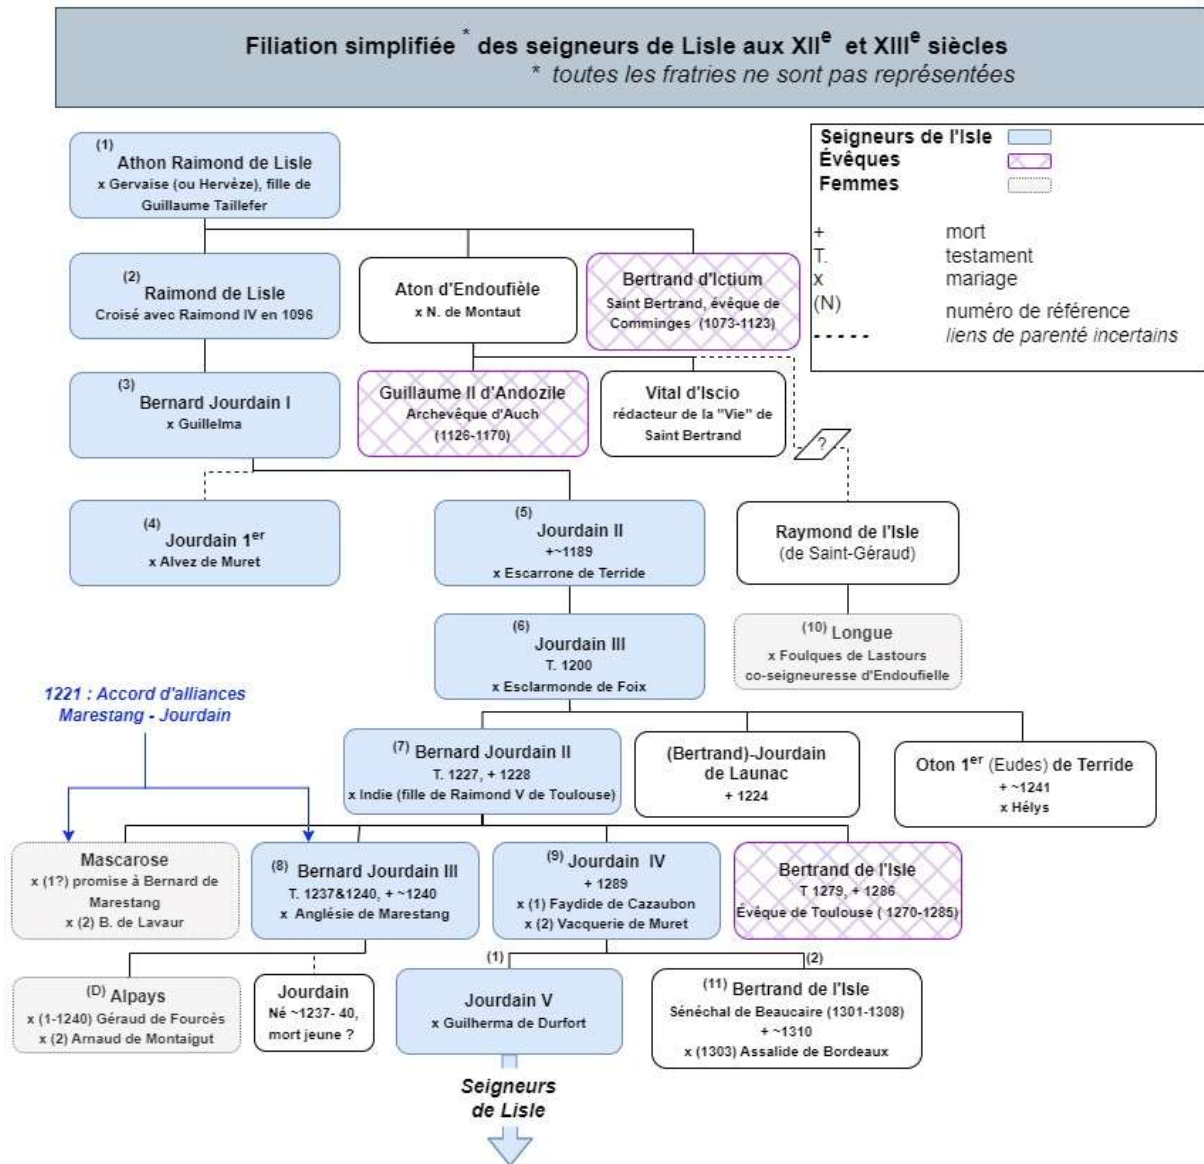 Filiation simplifiée * des seigneurs de Lisle aux XIIe et XIIIe siècles
* toutes les fratries ne sont pas représentées
Seigneurs de l'Isle
Évêques
Femmes
+ mort
T. testament
x mariage
(N) numéro de référence
- - - - - liens de parenté incertains
(1)
Athon Raimond de Lisle
x Gervaise (ou Hervèze), fille de
Guillaume Taillefer
(2)
Raimond de Lisle
Croisé avec Raimond IV en 1096
Aton d'Endoufièle
x N. de Montaut
Bertrand d'Ictium
Saint Bertrand, évêque de
Comminges (1073-1123)
(3)
Bernard Jourdain I
x Guillelma
Guillaume II d'Andozile
Archevêque d'Auch
(1126-1170)
Vital d'Iscio
rédacteur de la "Vie" de
Saint Bertrand
?
(4)
Jourdain 1er
x Alvez de Muret
(5)
Jourdain II
+~1189
x Escarrone de Terride
Raymond de l'Isle
(de Saint-Géraud)
(6)
Jourdain III
T. 1200
x Esclarmonde de Foix
(10) Longue
x Foulques de Lastours
co-seigneuresse d'Endoufielle
1221 : Accord d'alliances
Marestang - Jourdain
(7) Bernard Jourdain II
T. 1227, + 1228
x Indie (fille de Raimond V de Toulouse)
(Bertrand)-Jourdain
de Launac
+ 1224
Oton 1er (Eudes) de Terride
+ ~1241
x Hélys
Mascarose
x (1?) promise à Bernard de
Marestang
x (2) B. de Lavaur
(8) Bernard Jourdain III
T. 1237&1240, + ~1240
x Anglésie de Marestang
(9) Jourdain IV
+ 1289
x (1) Faydide de Cazaubon
x (2) Vacquerie de Muret
Bertrand de l'Isle
T 1279, + 1286
Évêque de Toulouse ( 1270-1285)
(1)
(2)
(D) Alpays
x (1-1240) Géraud de Fourcès
x (2) Arnaud de Montaigut
Jourdain
Né ~1237- 40,
mort jeune ?
Jourdain V
x Guilherma de Durfort
(11) Bertrand de l'Isle
Sénéchal de Beaucaire (1301-1308)
+ ~1310
x (1303) Assalide de Bordeaux
Seigneurs
de Lisle